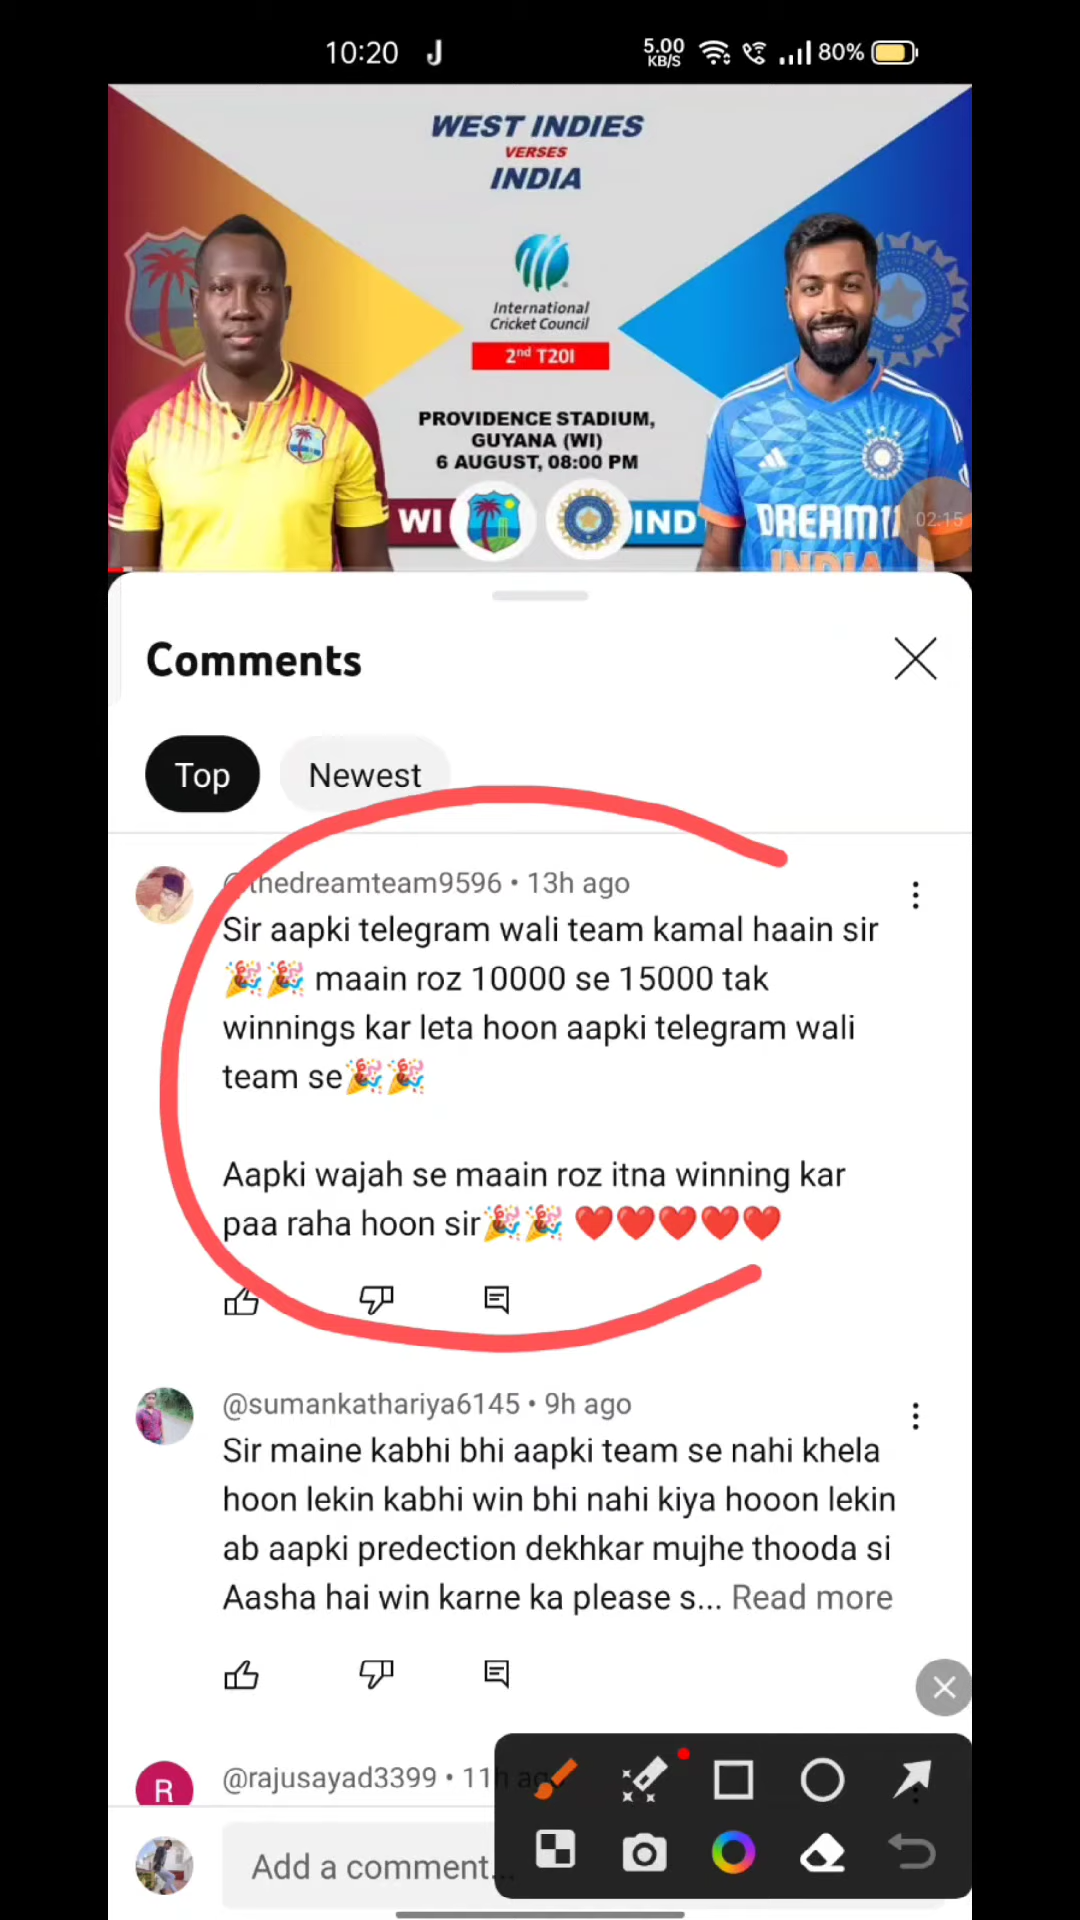 10:20 J 5.00 KB/S 80%
WEST INDIES
VERSES
INDIA
International
Cricket Council
2nd T20I
PROVIDENCE STADIUM,
GUYANA (WI)
6 AUGUST, 08:00 PM
WI IND
DREAM11
INDIA
02:15
Comments
Top Newest
@thedreamteam9596 • 13h ago
Sir aapki telegram wali team kamal haain sir
🎉🎉 maain roz 10000 se 15000 tak
winnings kar leta hoon aapki telegram wali
team se🎉🎉
Aapki wajah se maain roz itna winning kar
paa raha hoon sir🎉🎉 ❤️❤️❤️❤️❤️
@sumankathariya6145 • 9h ago
Sir maine kabhi bhi aapki team se nahi khela
hoon lekin kabhi win bhi nahi kiya hooon lekin
ab aapki predection dekhkar mujhe thooda si
Aasha hai win karne ka please s... Read more
R
@rajusayad3399 • 11h ago
Add a comment...